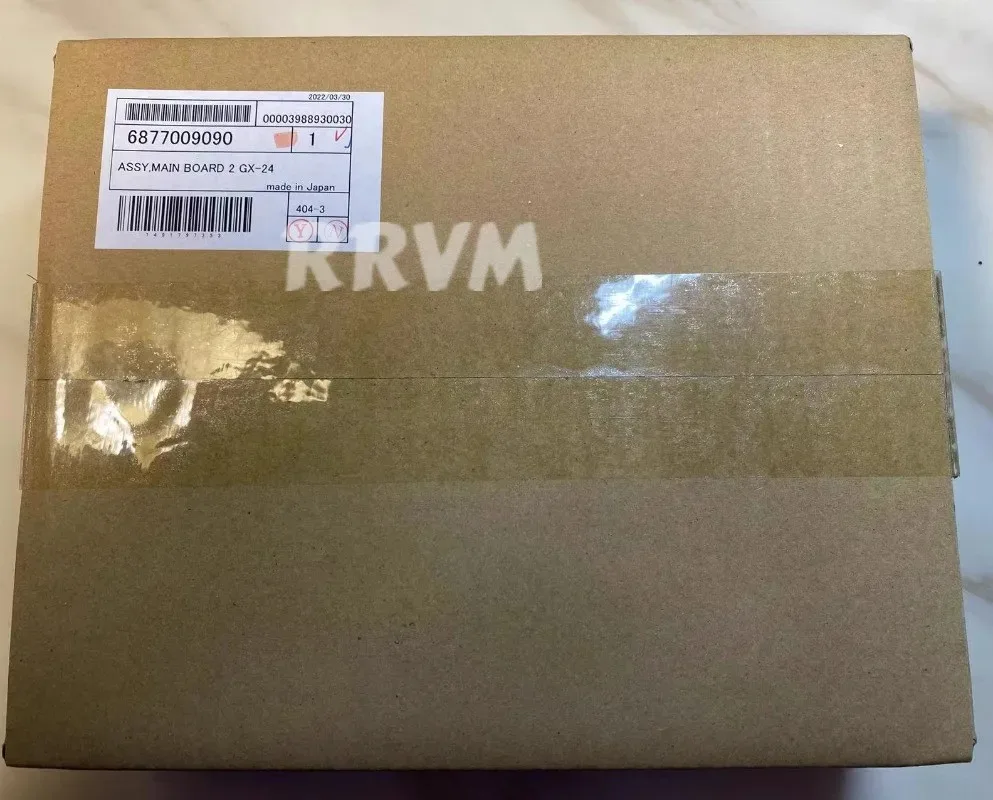 2022/03/30
00003988930030
6877009090 1
ASSY,MAIN BOARD 2 GX-24
made in Japan
404-3
Y V
KRVM